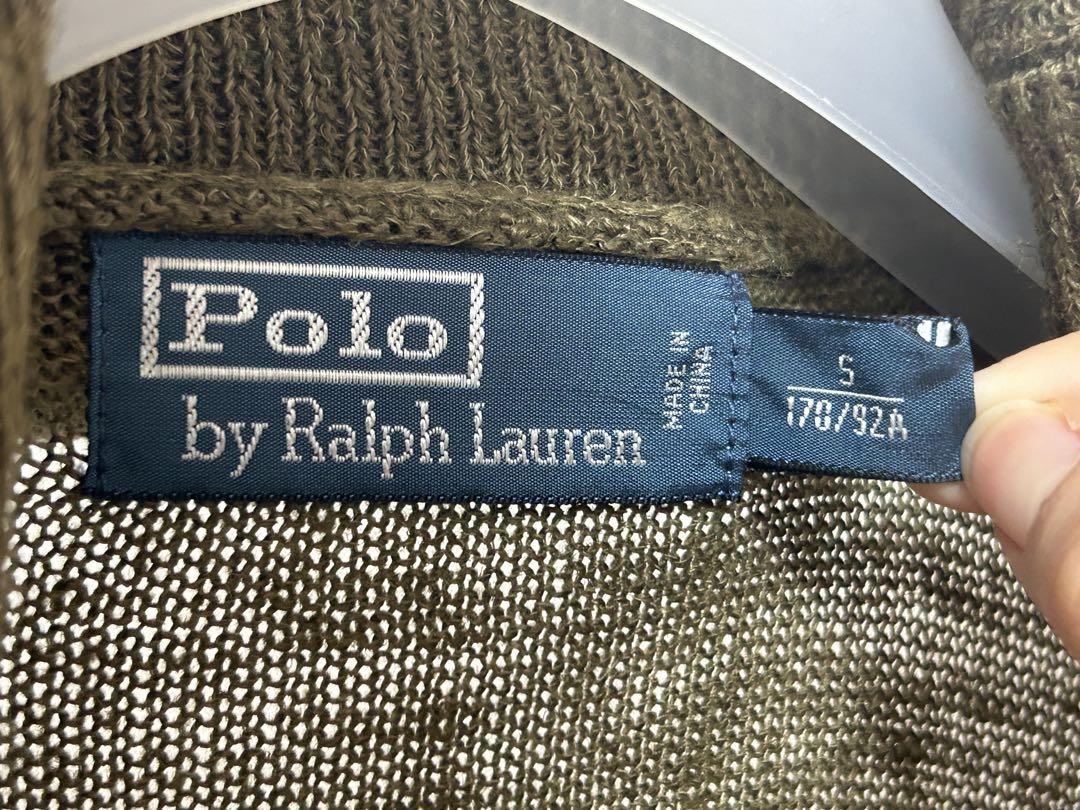 Polo
by Ralph Lauren
MADE IN
CHINA
S
170/92A